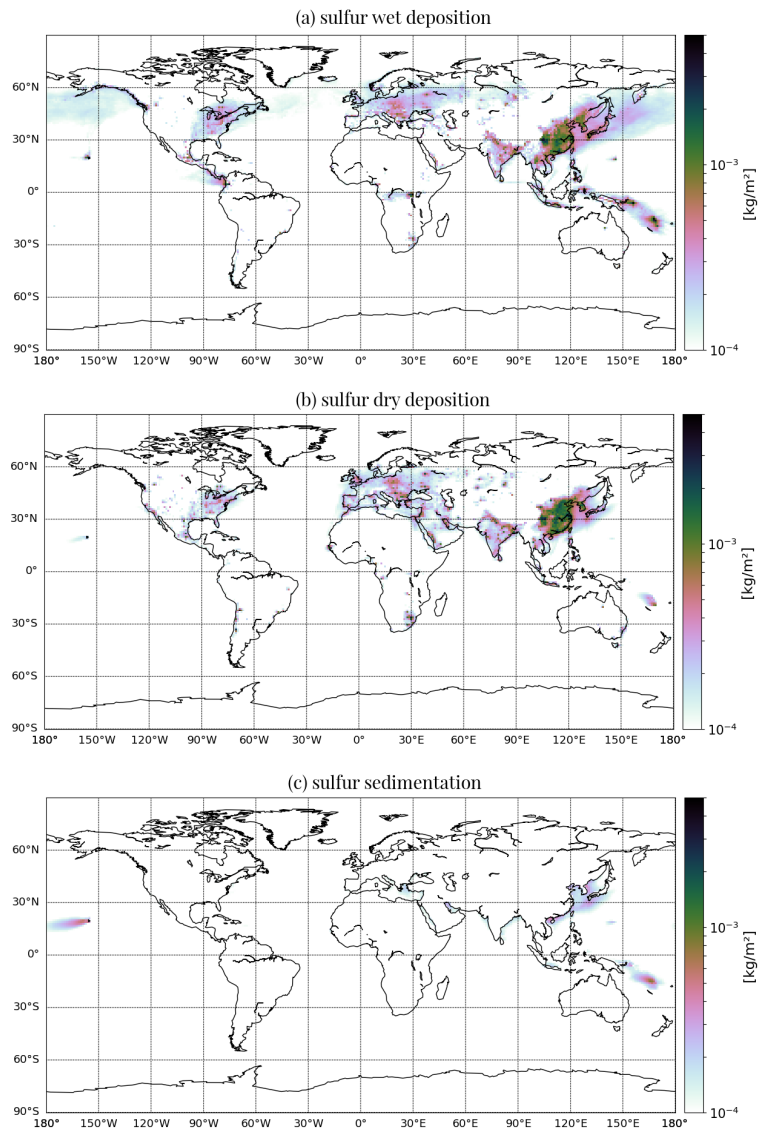 (a) sulfur wet deposition
60°N
30°N
0°
30°S
60°S
90°S
180°
150°W
120°W
90°W
60°W
30°W
0°
30°E
60°E
90°E
120°E
150°E
180°
10⁻³
10⁻⁴
[kg/m²]
(b) sulfur dry deposition
60°N
30°N
0°
30°S
60°S
90°S
180°
150°W
120°W
90°W
60°W
30°W
0°
30°E
60°E
90°E
120°E
150°E
180°
10⁻³
10⁻⁴
[kg/m²]
(c) sulfur sedimentation
60°N
30°N
0°
30°S
60°S
90°S
180°
150°W
120°W
90°W
60°W
30°W
0°
30°E
60°E
90°E
120°E
150°E
180°
10⁻³
10⁻⁴
[kg/m²]